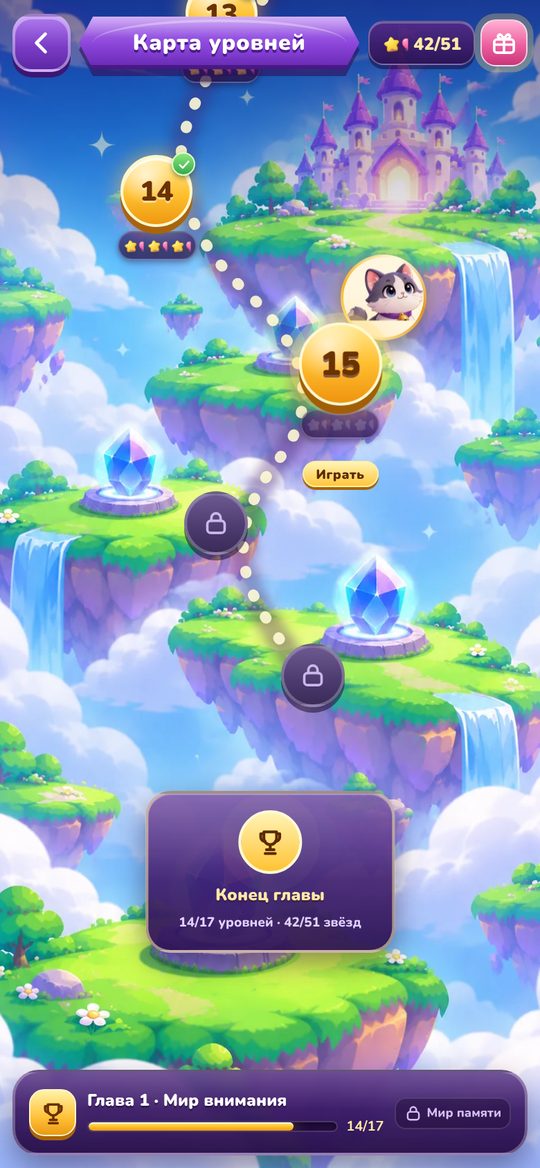 13
Карта уровней
42/51
14
15
Играть
Конец главы
14/17 уровней · 42/51 звёзд
Глава 1 · Мир внимания
14/17
Мир памяти